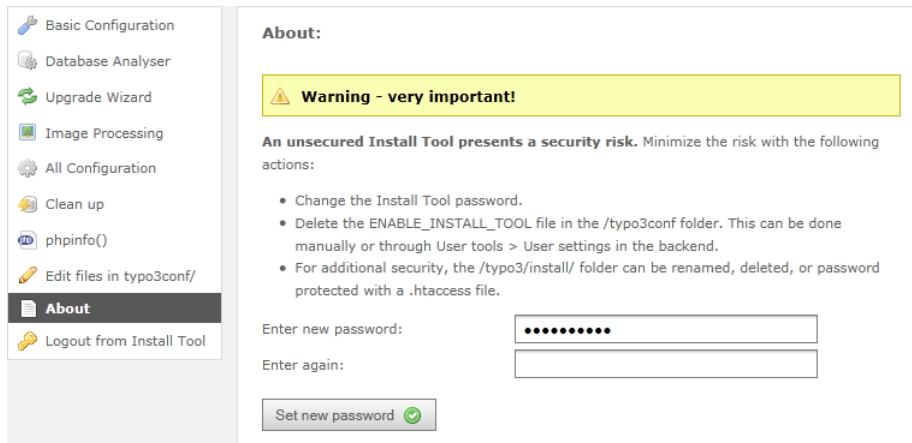 Basic Configuration
Database Analyser
Upgrade Wizard
Image Processing
All Configuration
Clean up
php
phpinfo()
Edit files in typo3conf/
About
Logout from Install Tool
About:
Warning - very important!
An unsecured Install Tool presents a security risk. Minimize the risk with the following
actions:
• Change the Install Tool password.
• Delete the ENABLE_INSTALL_TOOL file in the /typo3conf folder. This can be done
manually or through User tools > User settings in the backend.
• For additional security, the /typo3/install/ folder can be renamed, deleted, or password
protected with a .htaccess file.
Enter new password: ●●●●●●●●●●
Enter again:
Set new password